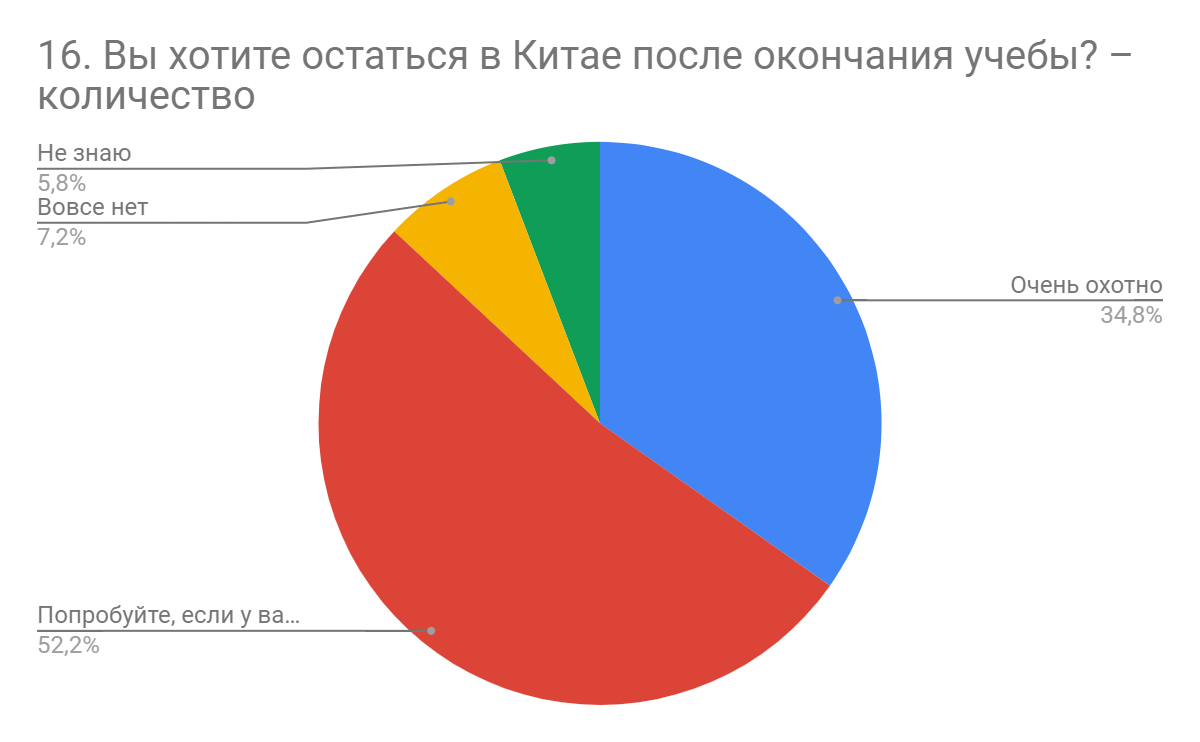 16. Вы хотите остаться в Китае после окончания учебы? –
количество
Не знаю
5,8%
Вовсе нет
7,2%
Очень охотно
34,8%
Попробуйте, если у ва...
52,2%